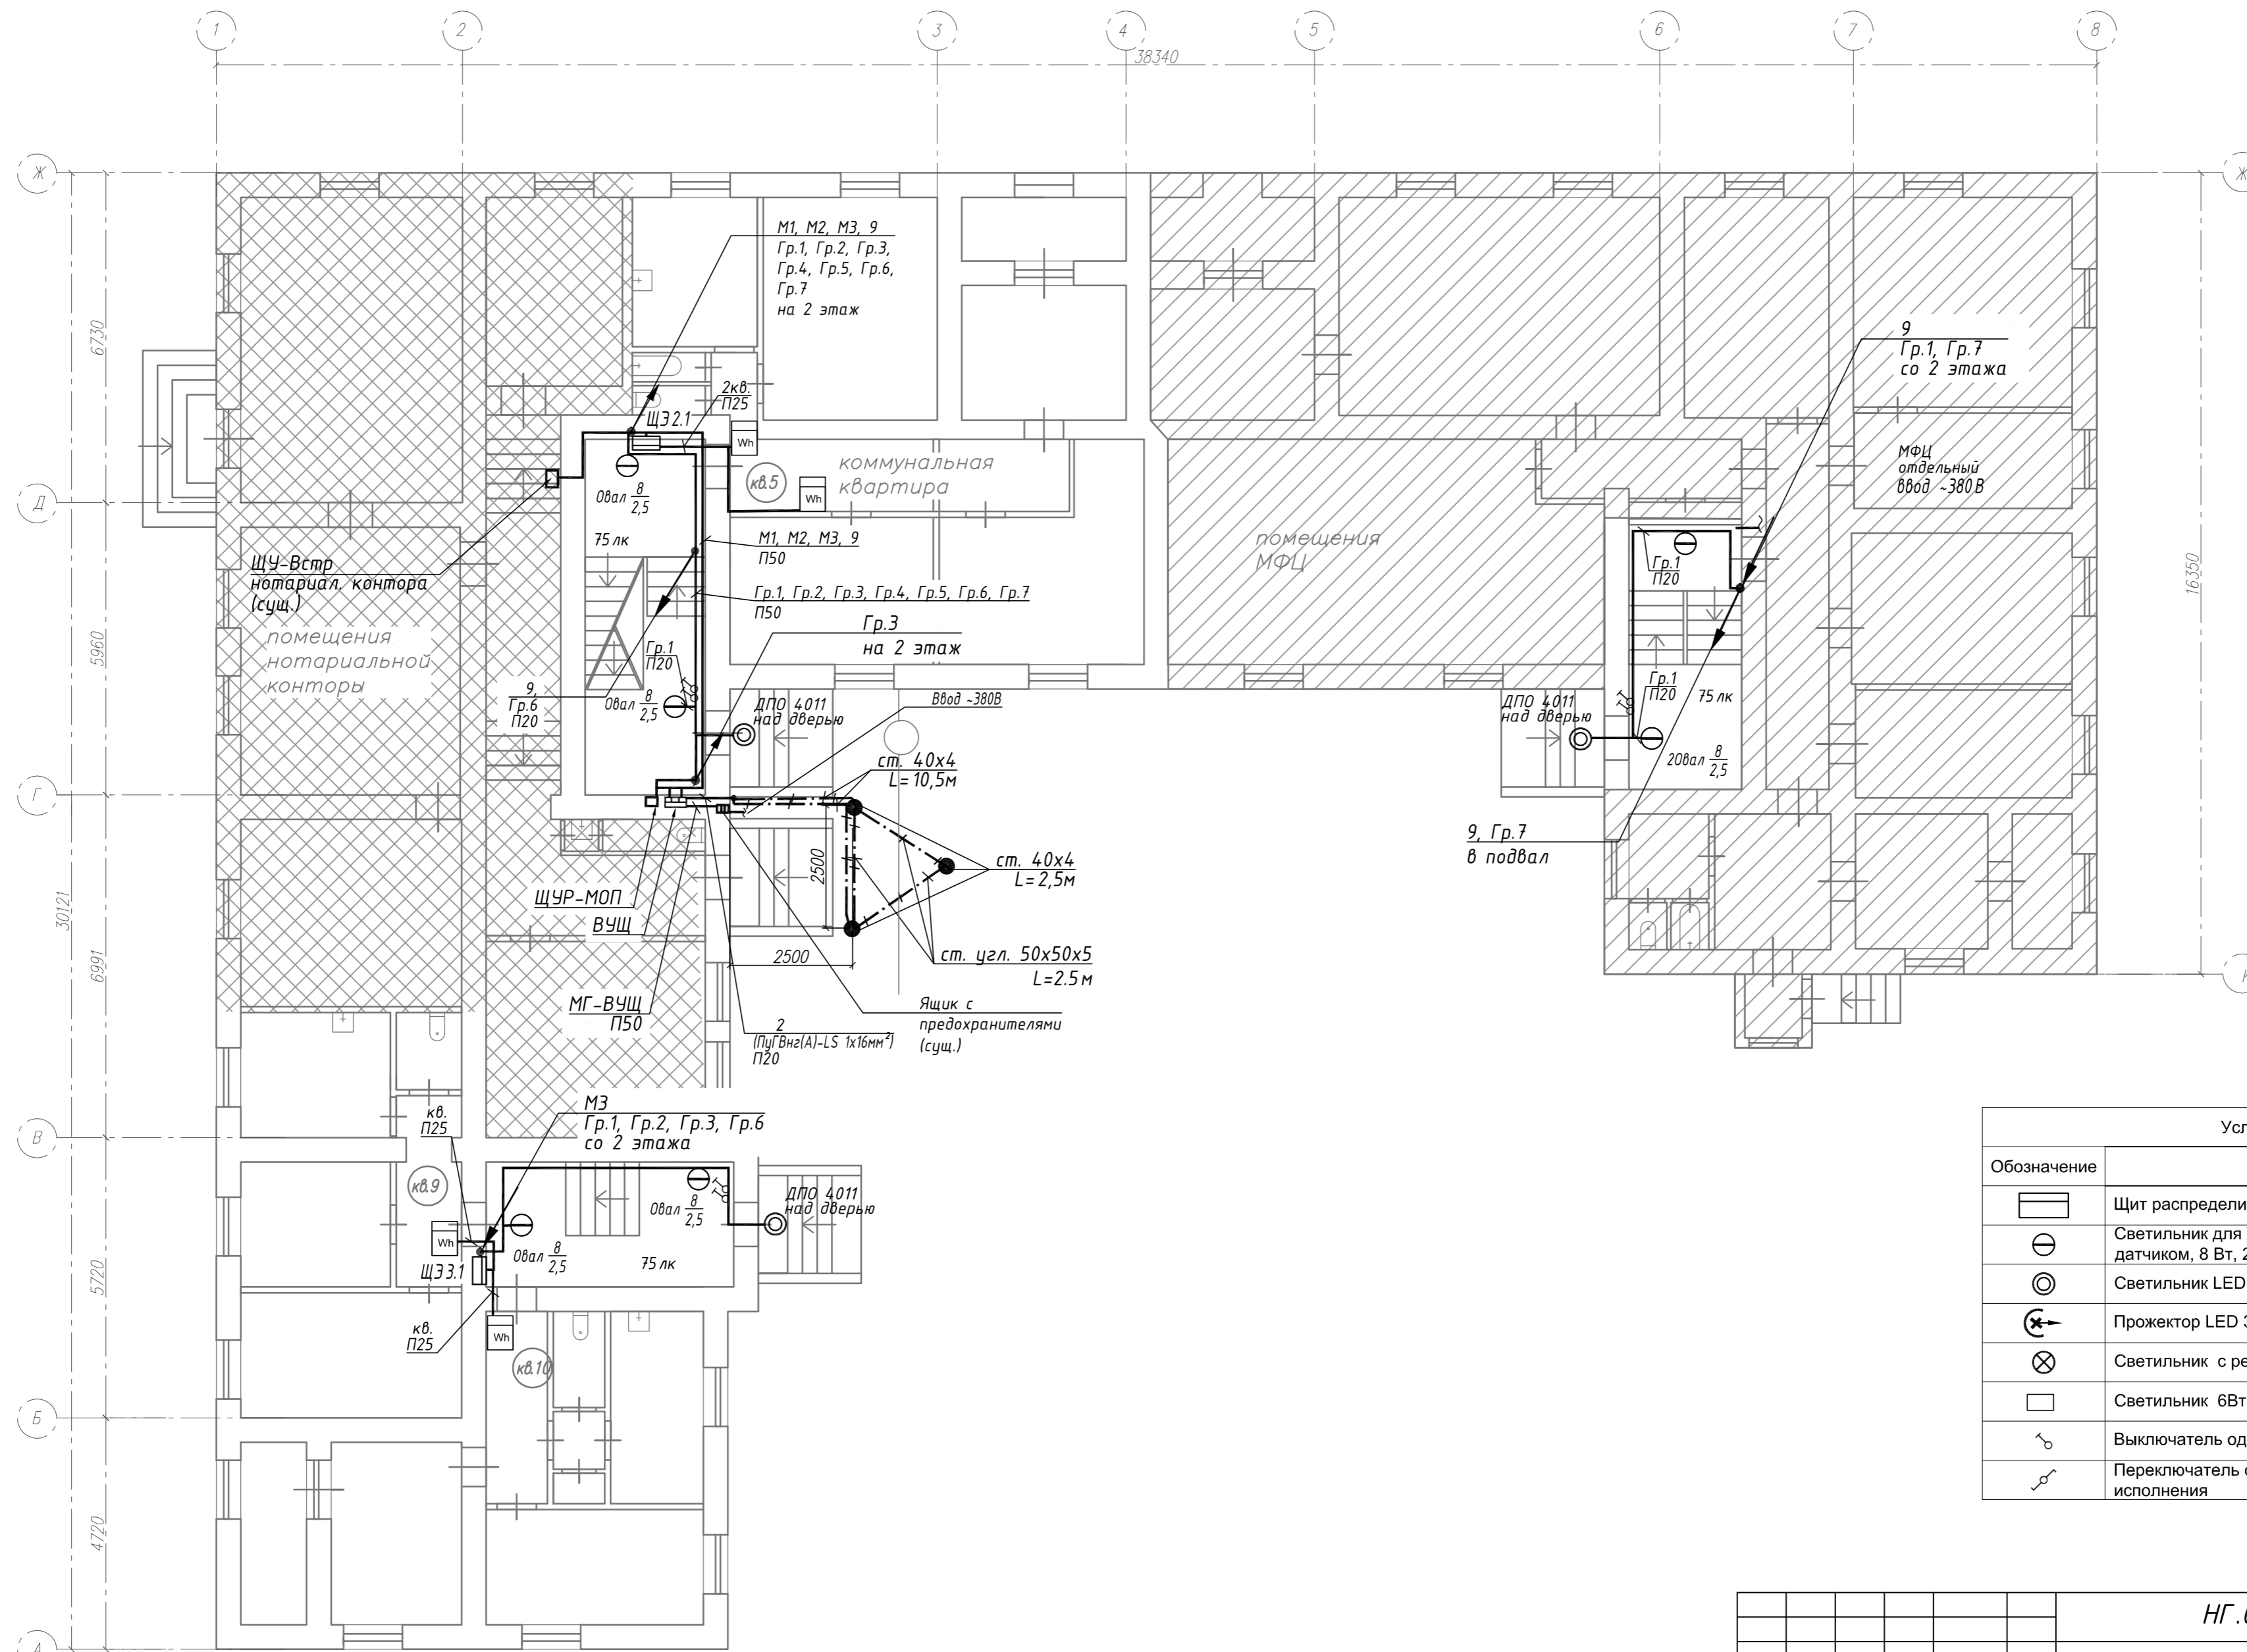 1
2
3
4
5
6
7
8
38340
Ж
Ж
М1, М2, М3, 9
Гр.1, Гр.2, Гр.3,
Гр.4, Гр.5, Гр.6,
Гр.7
на 2 этаж
6730
9
Гр.1, Гр.7
со 2 этажа
2кв.
П25
ЩЭ2.1
Wh
коммунальная
квартира
кв.5
Wh
МФЦ
отдельный
ввод ~380В
Д
Овал 8
2,5
75 лк
М1, М2, М3, 9
П50
помещения
МФЦ
Гр.1
П20
ЩУ-Встр
нотариал. контора
(сущ.)
16350
Гр.1, Гр.2, Гр.3, Гр.4, Гр.5, Гр.6, Гр.7
П50
Гр.3
на 2 этаж
5960
помещения
нотариальной
конторы
Гр.1
П20
9,
Гр.6
П20
Овал 8
2,5
ДПО 4011
над дверью
Ввод ~380В
ДПО 4011
над дверью
Гр.1
П20
75 лк
2Овал 8
2,5
ст. 40х4
L=10,5м
Г
9, Гр.7
в подвал
2500
ст. 40х4
L=2,5м
ЩУР-МОП
ВУЩ
30121
6991
2500
ст. угл. 50х50х5
L=2.5м
МГ-ВУЩ
П50
2
(ПуГВнг(А)-LS 1х16мм²)
П20
Ящик с
предохранителями
(сущ.)
В
кв.
П25
М3
Гр.1, Гр.2, Гр.3, Гр.6
со 2 этажа
кв.9
Wh
ЩЭ3.1
Овал 8
2,5
Овал 8
2,5
75 лк
ДПО 4011
над дверью
5720
кв.
П25
Wh
кв.10
Б
4720
А
Обозначение
Щит
Светильник для
датчиком, 8 Вт,
Светильник LED
Прожектор LED
Светильник с
Светильник 6Вт
Выключатель
Переключатель
исполнения